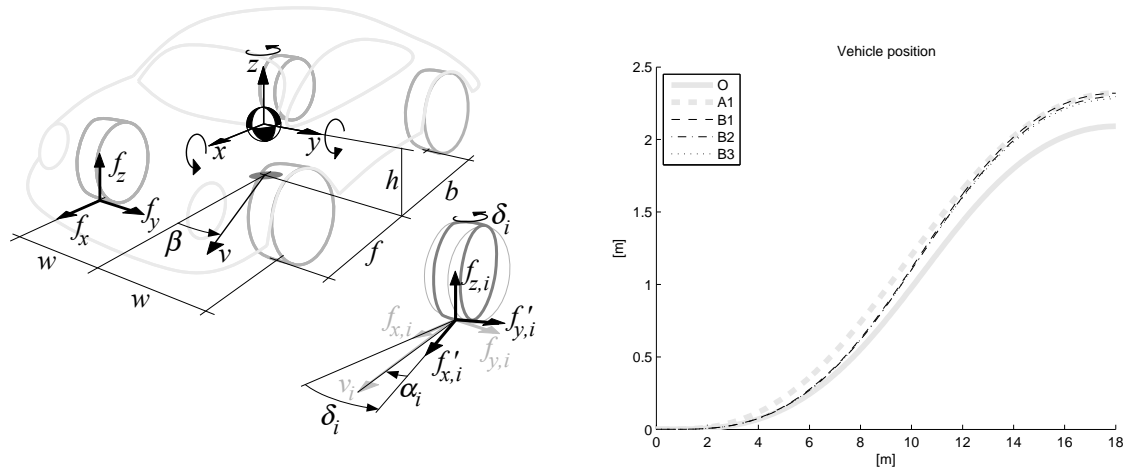 z
x
y
f_z
f_y
f_x
β
v
h
b
f
w
w
δ_i
f_{z,i}
f_{x,i}
f'_{y,i}
f_{y,i}
f'_{x,i}
v_i
α_i
δ_i
Vehicle position
2.5
2
1.5
1
0.5
0
[m]
O
A1
B1
B2
B3
0 2 4 6 8 10 12 14 16 18
[m]